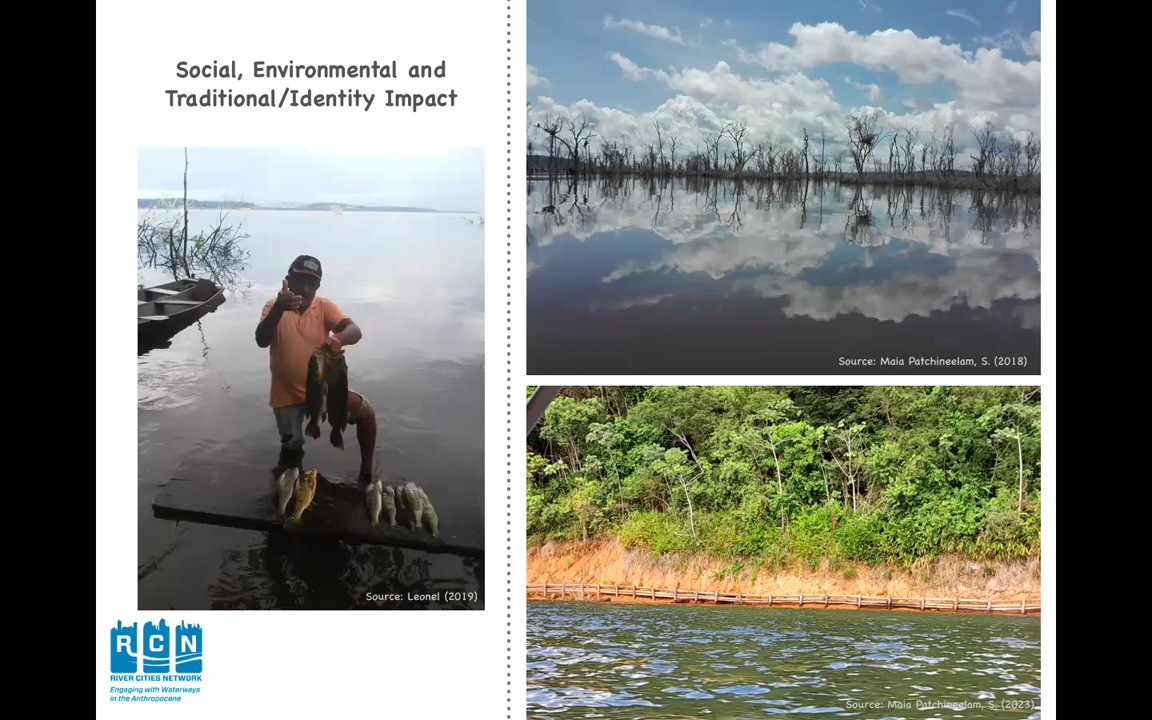 Social, Environmental and
Traditional/Identity Impact
Source: Leonel (2019)
RCN
RIVER CITIES NETWORK
Engaging with Waterways
in the Anthropocene
Source: Maia Patchineelam, S. (2018)
Source: Maia Patchineelam, S. (2023)